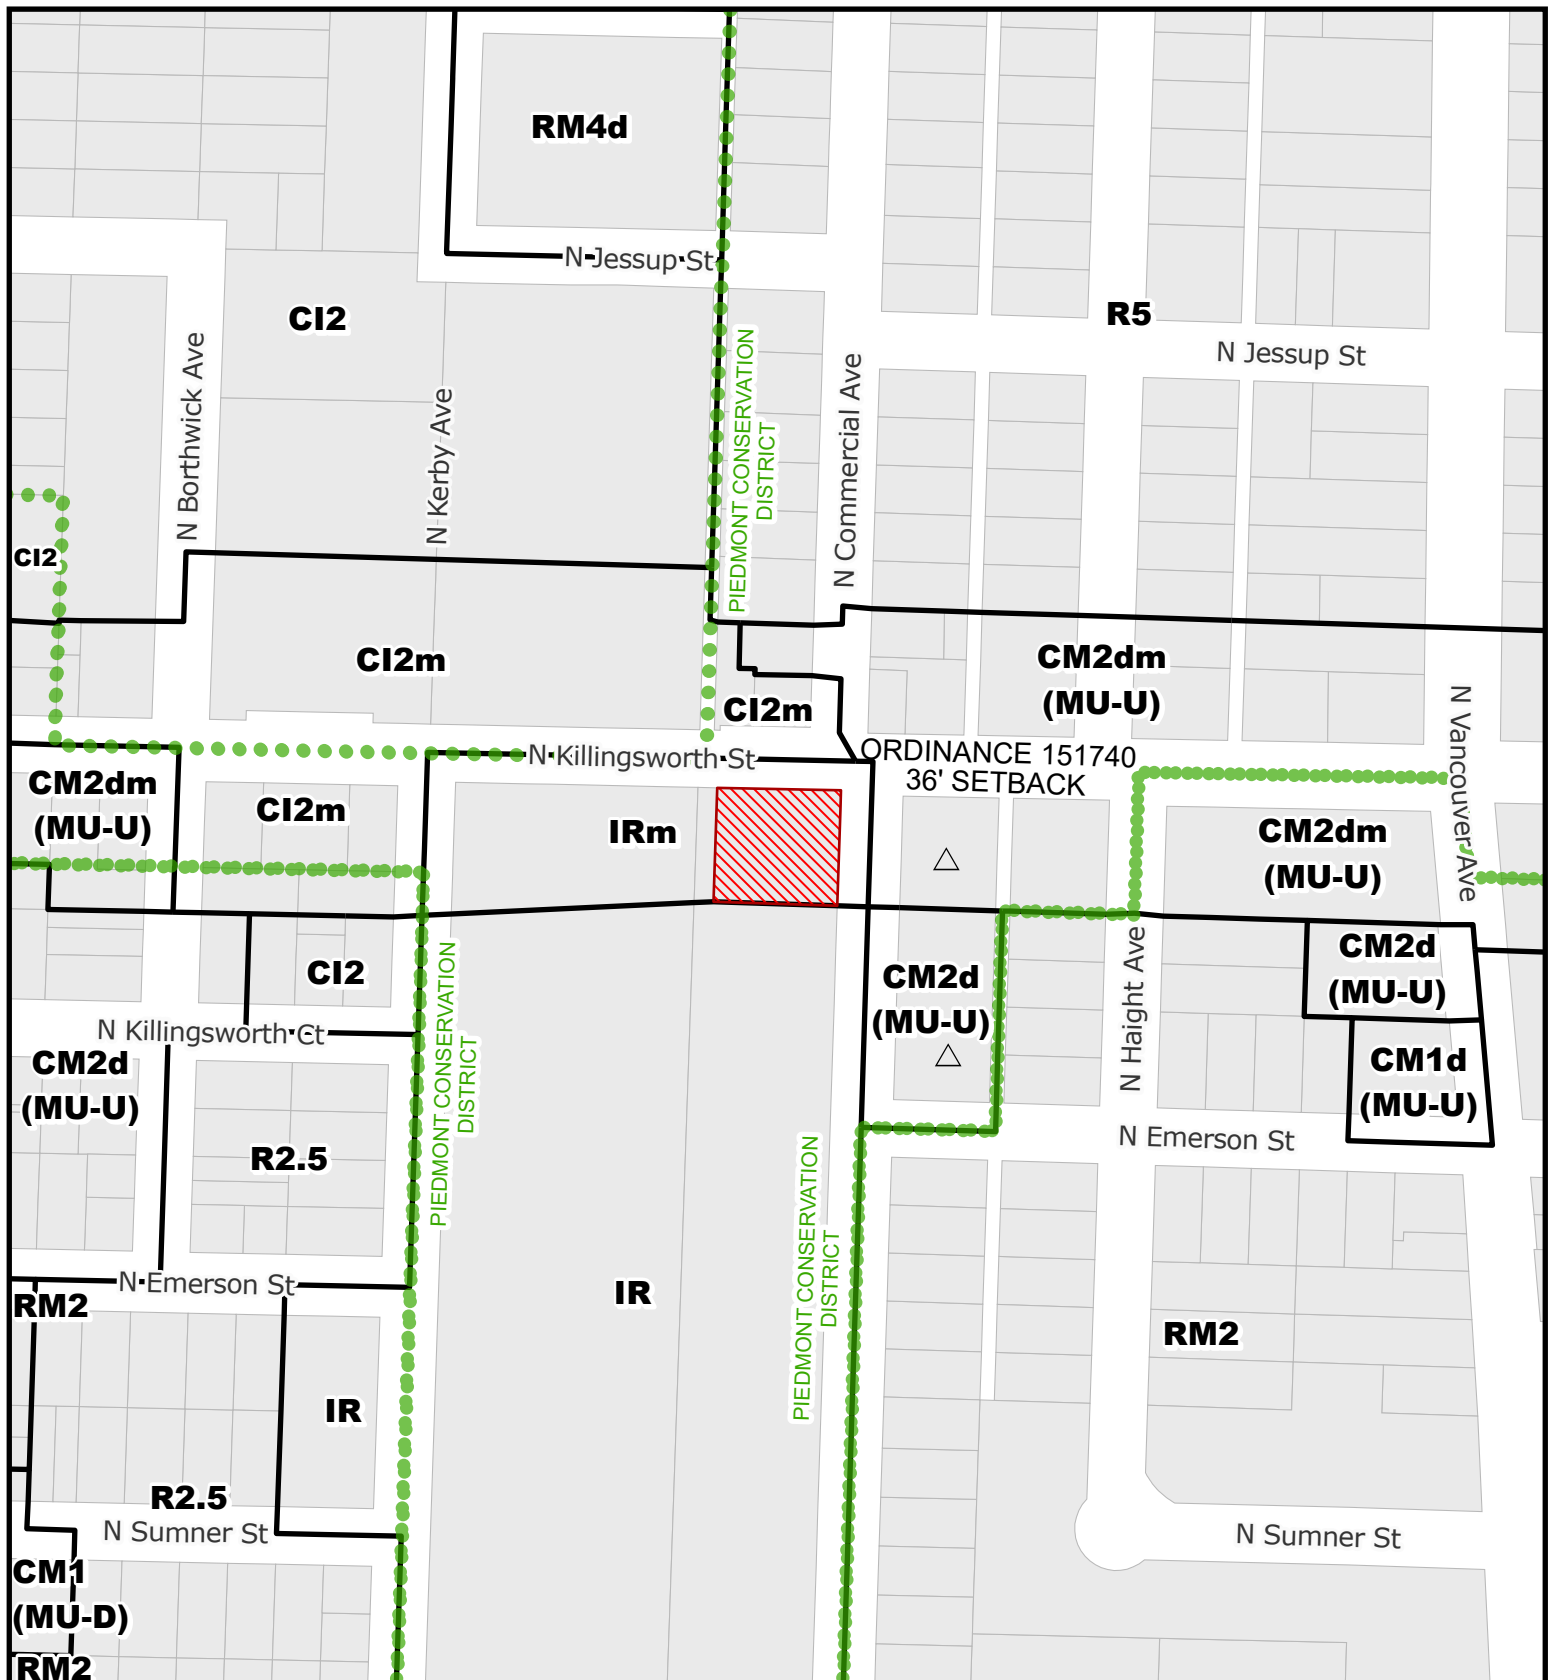 RM4d
N Jessup St
CI2
R5
N Jessup St
N Borthwick Ave
N Kerby Ave
PIEDMONT CONSERVATION
DISTRICT
N Commercial Ave
CI2
CI2m
CM2dm
(MU-U)
CI2m
N Vancouver Ave
N Killingsworth St
ORDINANCE 151740
36' SETBACK
CM2dm
(MU-U)
CI2m
IRm
CM2dm
(MU-U)
CI2
CM2d
(MU-U)
CM2d
(MU-U)
N Height Ave
N Killingsworth Ct
PIEDMONT CONSERVATION
DISTRICT
CM2d
(MU-U)
CM1d
(MU-U)
R2.5
PIEDMONT CONSERVATION
DISTRICT
N Emerson St
N Emerson St
RM2
IR
RM2
IR
R2.5
N Sumner St
N Sumner St
CM1
(MU-D)
RM2